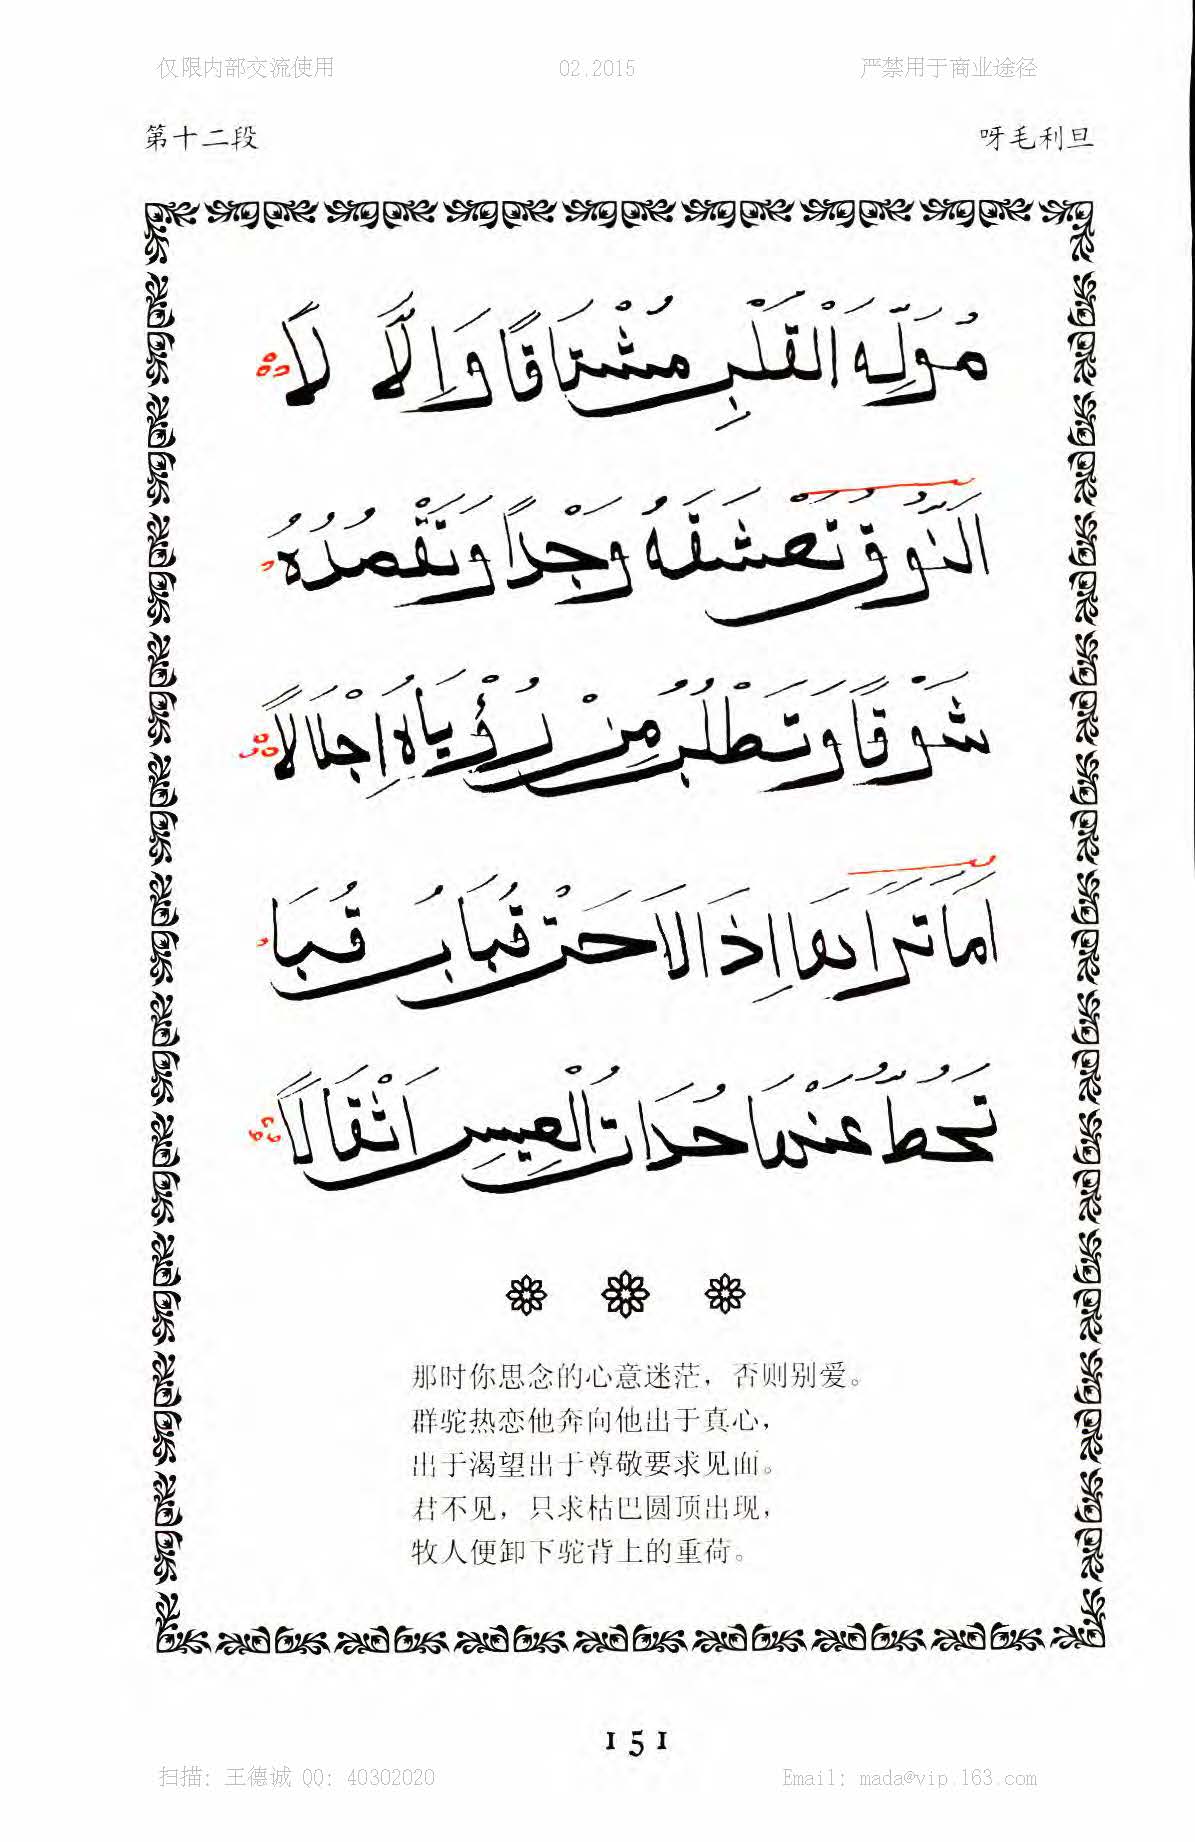 仅限内部交流使用 02.2015 严禁用于商业途径
第十二段 呀毛利旦
مُوَلِّهَ الْقَلْبِ مُشْتَاقًا وَاِلَّا لَا
اَلنُّوقُ تَعْشَقُهُ وَجْدًا وَتَقْصُدُهُ
شَوْقًا وَتَطْلُبُ مِنْ رُؤْيَاهُ اِجْلَالًا
اَمَا تَرَاهَا اِذَا لَاحَتْ قُبَابُ قُبَا
تَحُطُّ عَنْهَا حُدَاتُ الْعِيسِ اَثْقَالًا
那时你思念的心意迷茫，否则别爱。
群驼热恋他奔向他出于真心，
出于渴望出于尊敬要求见面。
君不见，只求枯巴圆顶出现，
牧人便卸下驼背上的重荷。
151
扫描: 王德诚 QQ: 40302020 Email: mada@vip.163.com